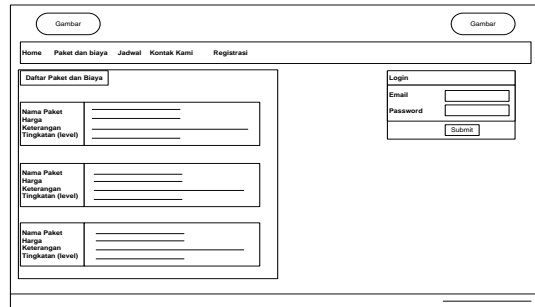 Gambar
Gambar
Home Paket dan biaya Jadwal Kontak Kami Registrasi
Daftar Paket dan Biaya
Nama Paket
Harga
Keterangan
Tingkatan (level)
Nama Paket
Harga
Keterangan
Tingkatan (level)
Nama Paket
Harga
Keterangan
Tingkatan (level)
Login
Email
Password
Submit